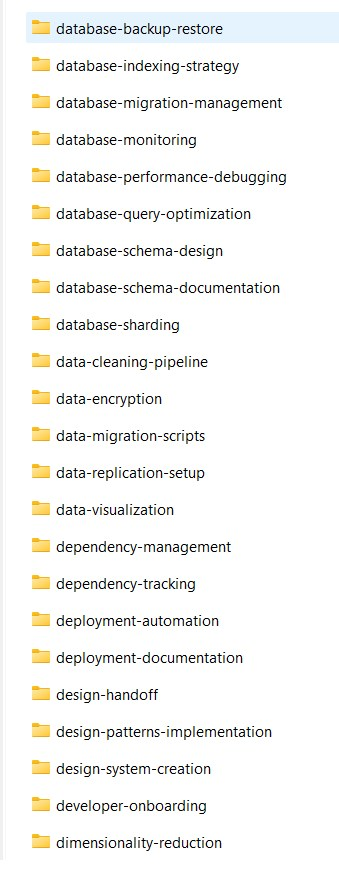 database-backup-restore
database-indexing-strategy
database-migration-management
database-monitoring
database-performance-debugging
database-query-optimization
database-schema-design
database-schema-documentation
database-sharding
data-cleaning-pipeline
data-encryption
data-migration-scripts
data-replication-setup
data-visualization
dependency-management
dependency-tracking
deployment-automation
deployment-documentation
design-handoff
design-patterns-implementation
design-system-creation
developer-onboarding
dimensionality-reduction